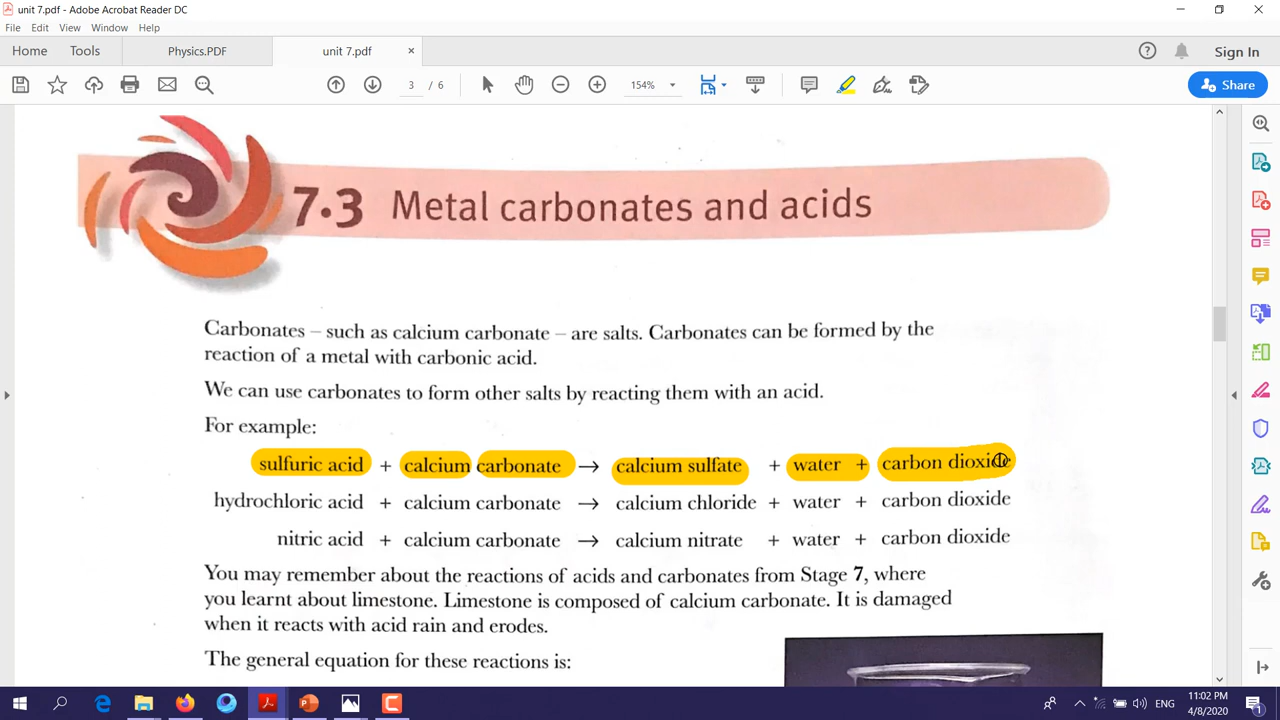 unit 7.pdf - Adobe Acrobat Reader DC
File Edit View Window Help
Home Tools Physics.PDF unit 7.pdf × Sign In
3 / 6 154% Share
7.3 Metal carbonates and acids
Carbonates – such as calcium carbonate – are salts. Carbonates can be formed by the
reaction of a metal with carbonic acid.
We can use carbonates to form other salts by reacting them with an acid.
For example:
sulfuric acid + calcium carbonate → calcium sulfate + water + carbon dioxide
hydrochloric acid + calcium carbonate → calcium chloride + water + carbon dioxide
nitric acid + calcium carbonate → calcium nitrate + water + carbon dioxide
You may remember about the reactions of acids and carbonates from Stage 7, where
you learnt about limestone. Limestone is composed of calcium carbonate. It is damaged
when it reacts with acid rain and erodes.
The general equation for these reactions is:
ENG 11:02 PM
4/8/2020 1